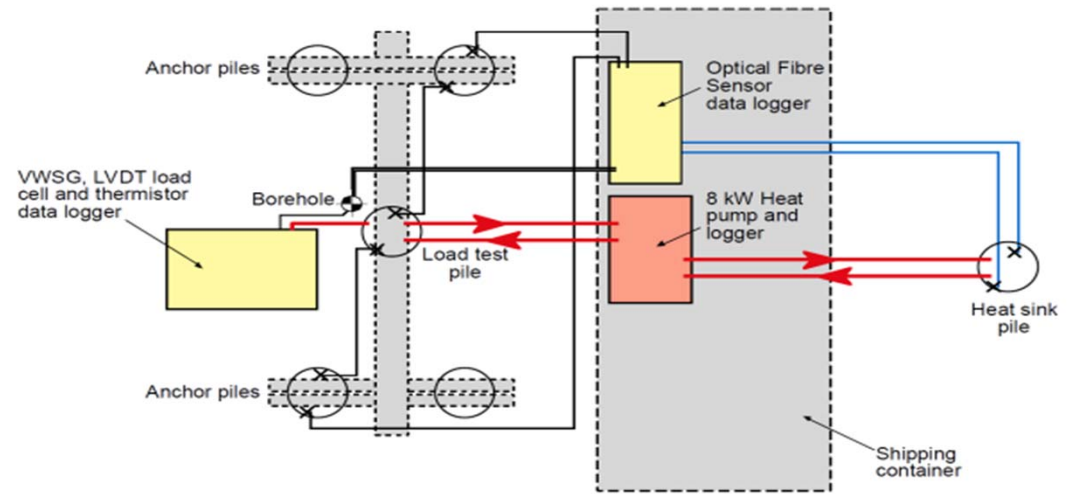 Anchor piles
Optical Fibre
Sensor
data logger
VWSG, LVDT load
cell and thermistor
data logger
Borehole
8 kW Heat
pump and
logger
Load test
pile
Heat sink
pile
Anchor piles
Shipping
container